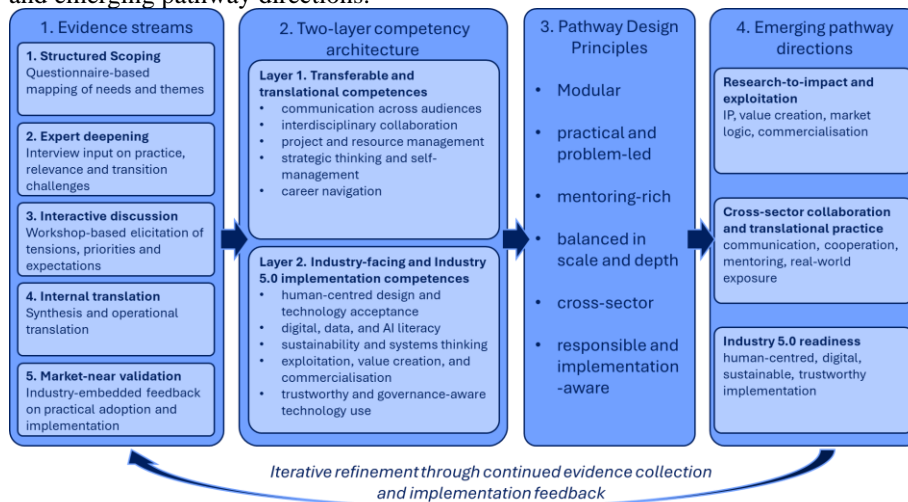 and emerging pathway directions.
1. Evidence streams
1. Structured Scoping
Questionnaire-based
mapping of needs and themes
2. Expert deepening
Interview input on practice,
relevance and transition
challenges
3. Interactive discussion
Workshop-based elicitation of
tensions, priorities and
expectations
4. Internal translation
Synthesis and operational
translation
5. Market-near validation
Industry-embedded feedback
on practical adoption and
implementation
2. Two-layer competency
architecture
Layer 1. Transferable and
translational competences
• communication across audiences
• interdisciplinary collaboration
• project and resource management
• strategic thinking and self-
management
• career navigation
Layer 2. Industry-facing and Industry
5.0 implementation competences
• human-centred design and
technology acceptance
• digital, data, and AI literacy
• sustainability and systems thinking
• exploitation, value creation, and
commercialisation
• trustworthy and governance-aware
technology use
3. Pathway Design
Principles
• Modular
• practical and
problem-led
• mentoring-rich
• balanced in
scale and depth
• cross-sector
• responsible and
implementation
-aware
4. Emerging pathway
directions
Research-to-impact and
exploitation
IP, value creation, market
logic, commercialisation
Cross-sector collaboration
and translational practice
communication, cooperation,
mentoring, real-world
exposure
Industry 5.0 readiness
human-centred, digital,
sustainable, trustworthy
implementation
Iterative refinement through continued evidence collection
and implementation feedback